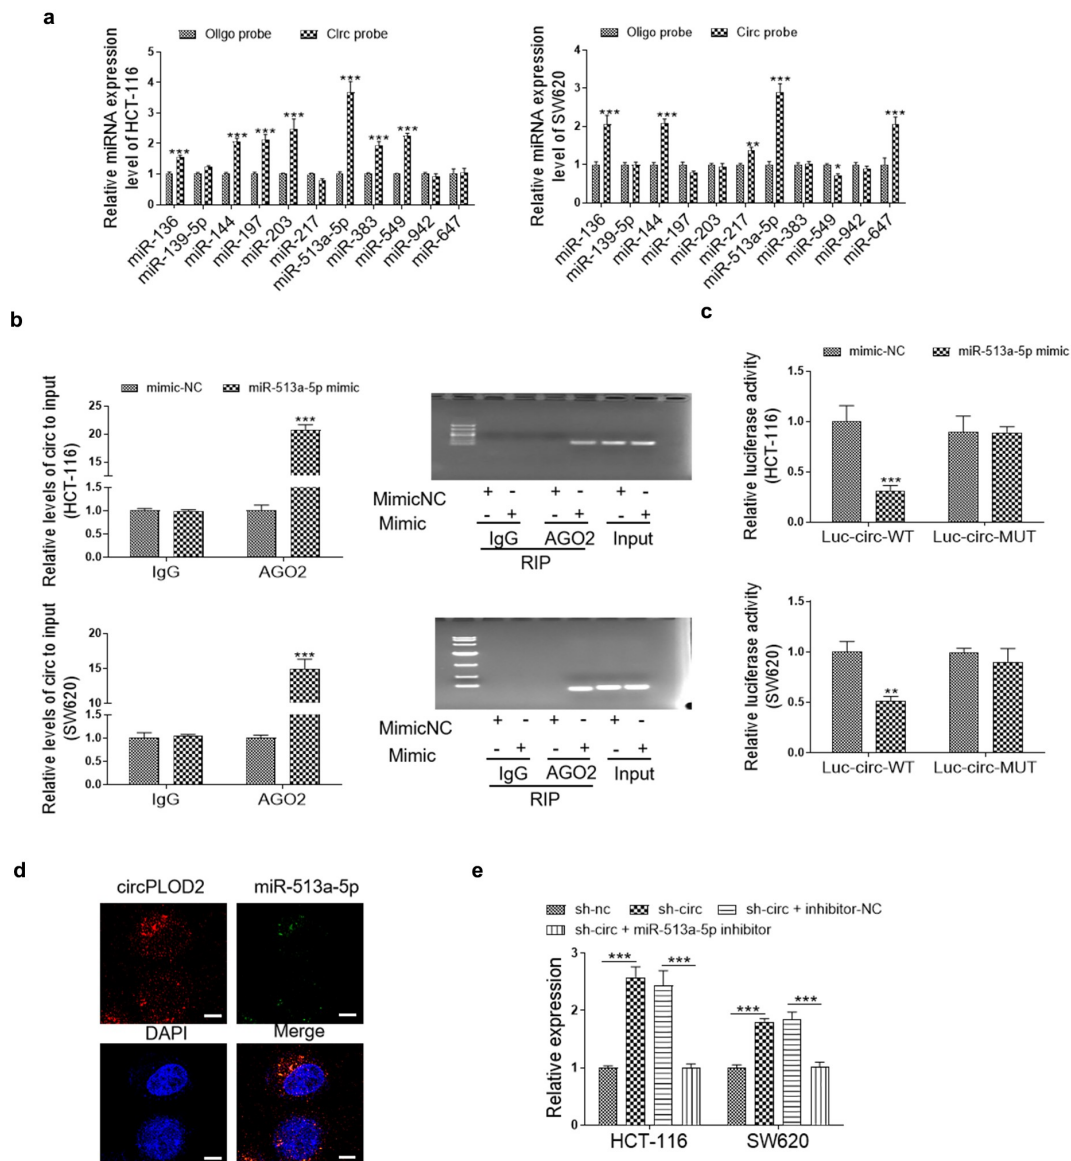 a
Oligo probe Circ probe
Relative miRNA expression
level of HCT-116
5
4
3
2
1
0
miR-136
miR-139-5p
miR-144
miR-197
miR-203
miR-217
miR-513a-5p
miR-383
miR-549
miR-942
miR-647
*** *** *** *** *** *** ***
Oligo probe Circ probe
Relative miRNA expression
level of SW620
4
3
2
1
0
miR-136
miR-139-5p
miR-144
miR-197
miR-203
miR-217
miR-513a-5p
miR-383
miR-549
miR-942
miR-647
*** *** ** *** * ***
b
mimic-NC miR-513a-5p mimic
Relative levels of circ to input
(HCT-116)
25
20
15
1.5
1.0
0.5
0.0
***
IgG AGO2
MimicNC + - + - + -
Mimic - + - + - +
IgG AGO2 Input
RIP
Relative levels of circ to input
(SW620)
20
15
10
1.5
1.0
0.5
0.0
***
IgG AGO2
MimicNC + - + - + -
Mimic - + - + - +
IgG AGO2 Input
RIP
c
mimic-NC miR-513a-5p mimic
Relative luciferase activity
(HCT-116)
1.5
1.0
0.5
0.0
***
Luc-circ-WT Luc-circ-MUT
Relative luciferase activity
(SW620)
1.5
1.0
0.5
0.0
**
Luc-circ-WT Luc-circ-MUT
d
circPLOD2 miR-513a-5p
DAPI Merge
e
sh-nc sh-circ sh-circ + inhibitor-NC
sh-circ + miR-513a-5p inhibitor
Relative expression
3
2
1
0
*** *** *** ***
HCT-116 SW620